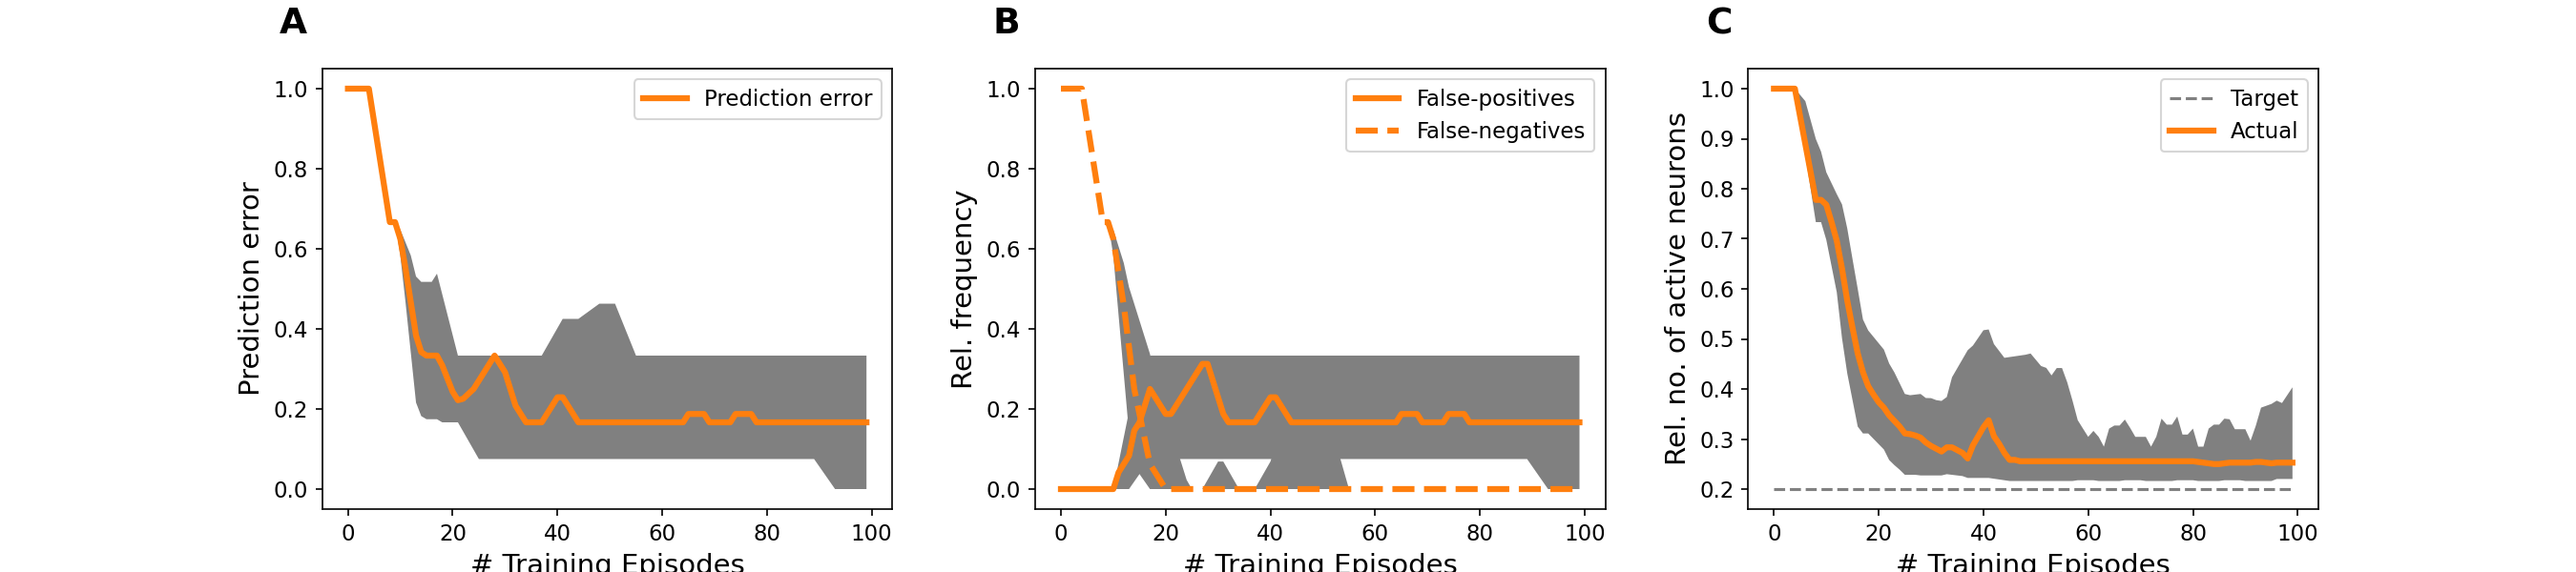 A
B
C
Prediction error
1.0
0.8
0.6
0.4
0.2
0.0
Prediction error
0
20
40
60
80
100
# Training Episodes
Rel. frequency
1.0
0.8
0.6
0.4
0.2
0.0
False-positives
False-negatives
0
20
40
60
80
100
# Training Episodes
Rel. no. of active neurons
1.0
0.9
0.8
0.7
0.6
0.5
0.4
0.3
0.2
Target
Actual
0
20
40
60
80
100
# Training Episodes